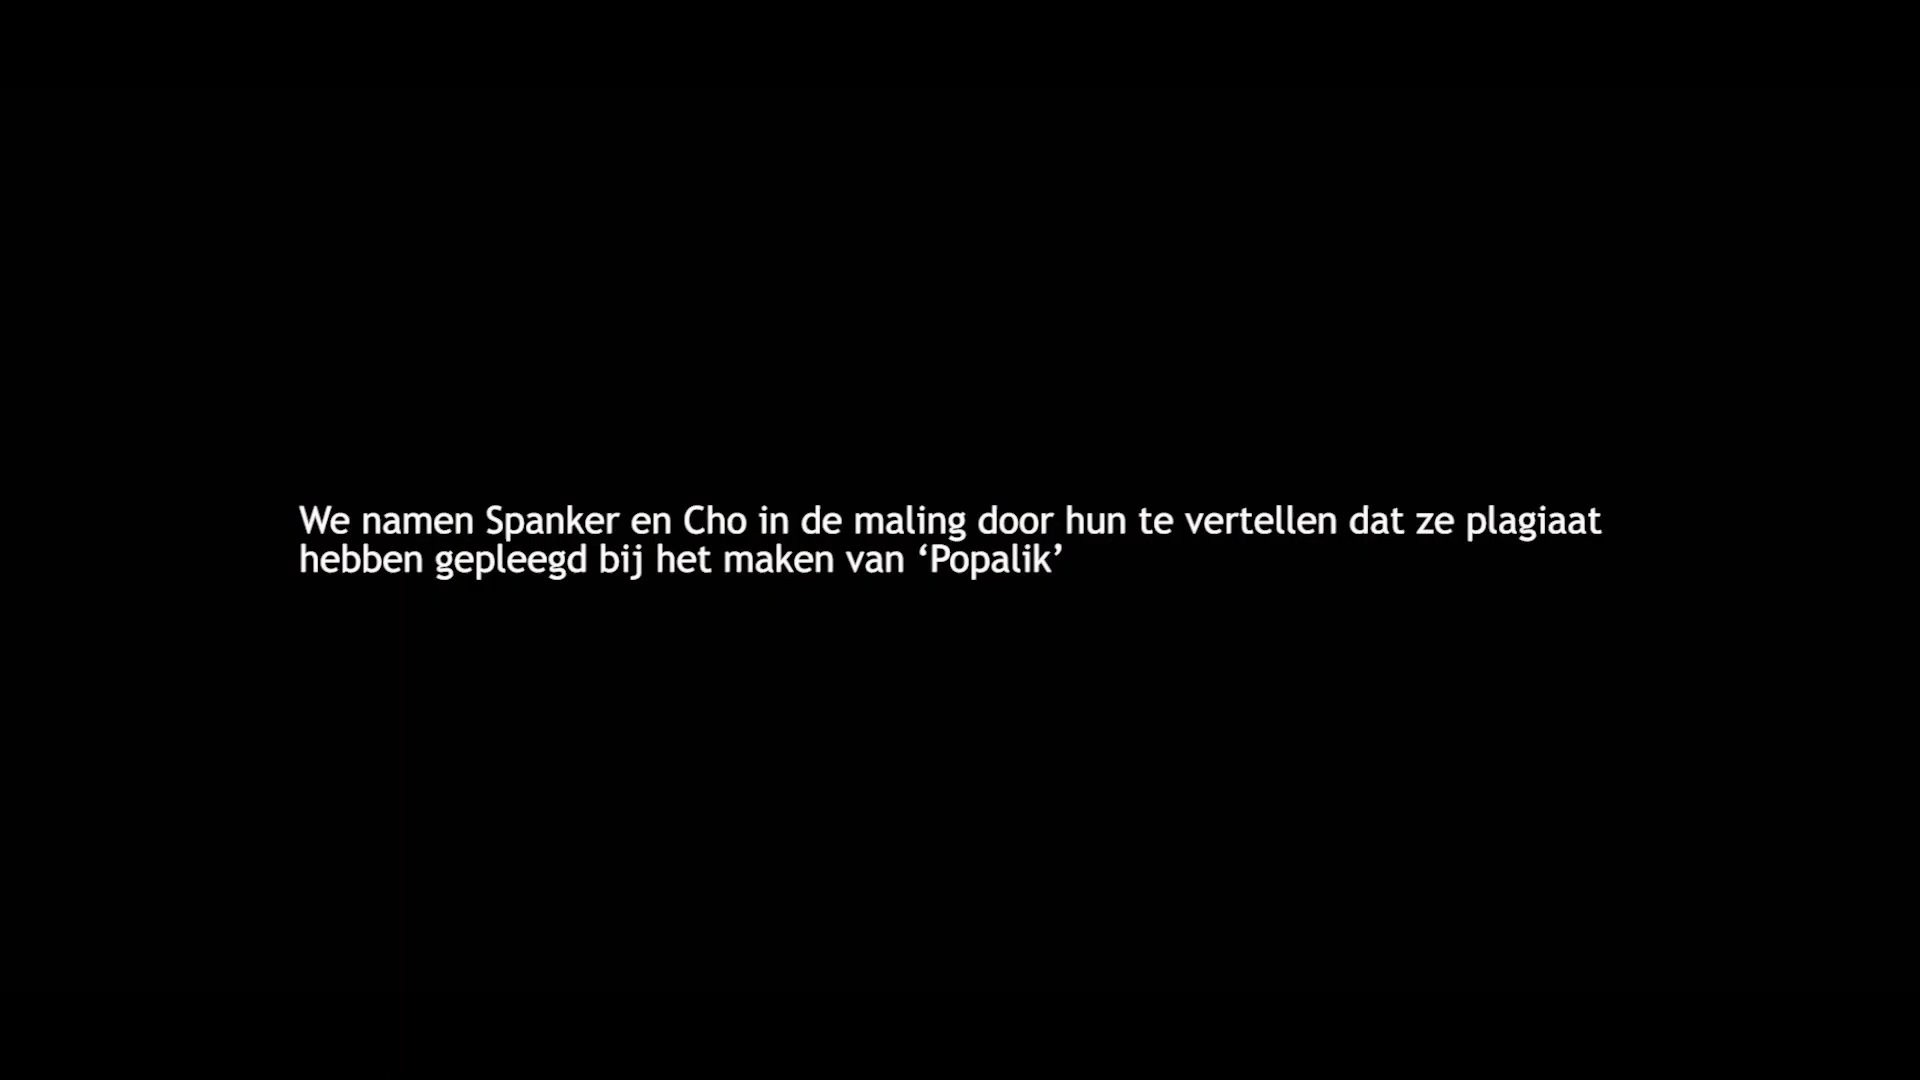 We namen Spanker en Cho in de maling door hun te vertellen dat ze plagiaat
hebben gepleegd bij het maken van ‘Popalik’